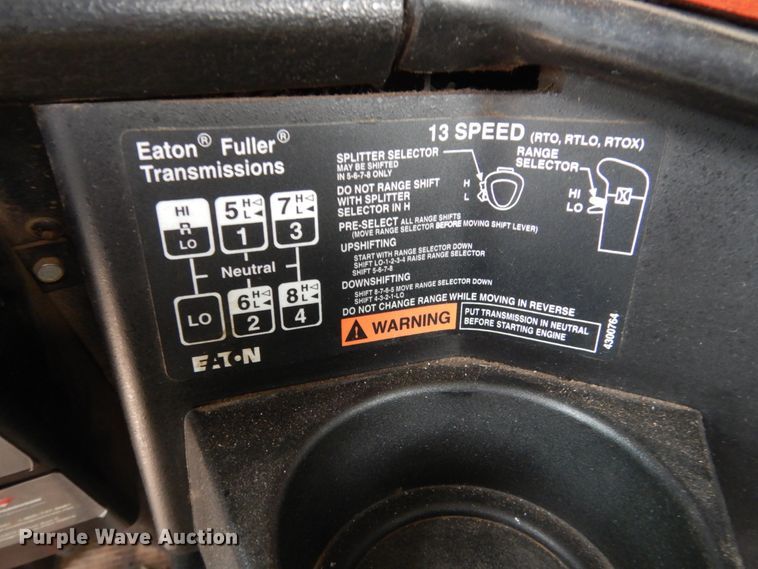 Eaton® Fuller®
Transmissions
HI
R
LO
5 H L
1
7 H L
3
Neutral
LO
6 H L
2
8 H L
4
EATON
13 SPEED (RTO, RTLO, RTOX)
SPLITTER SELECTOR
MAY BE SHIFTED
IN 5-6-7-8 ONLY
H
L
RANGE
SELECTOR
HI
LO
DO NOT RANGE SHIFT
WITH SPLITTER
SELECTOR IN H
PRE-SELECT ALL RANGE SHIFTS
(MOVE RANGE SELECTOR BEFORE MOVING SHIFT LEVER)
UPSHIFTING
START WITH RANGE SELECTOR DOWN
SHIFT LO-1-2-3-4 RAISE RANGE SELECTOR
SHIFT 5-6-7-8
DOWNSHIFTING
SHIFT 8-7-6-5 MOVE RANGE SELECTOR DOWN
SHIFT 4-3-2-1-LO
DO NOT CHANGE RANGE WHILE MOVING IN REVERSE
WARNING
PUT TRANSMISSION IN NEUTRAL
BEFORE STARTING ENGINE
4300764
Purple Wave Auction